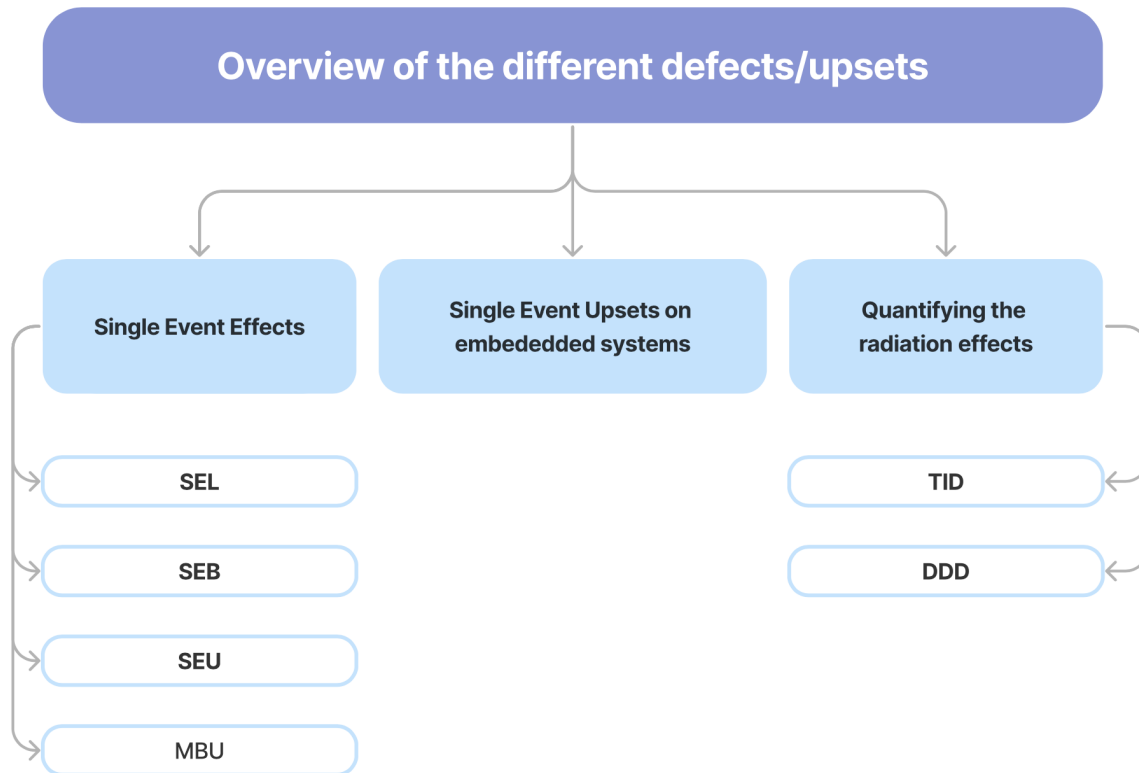 Overview of the different defects/upsets
Single Event Effects
Single Event Upsets on
embededded systems
Quantifying the
radiation effects
SEL
TID
SEB
DDD
SEU
MBU